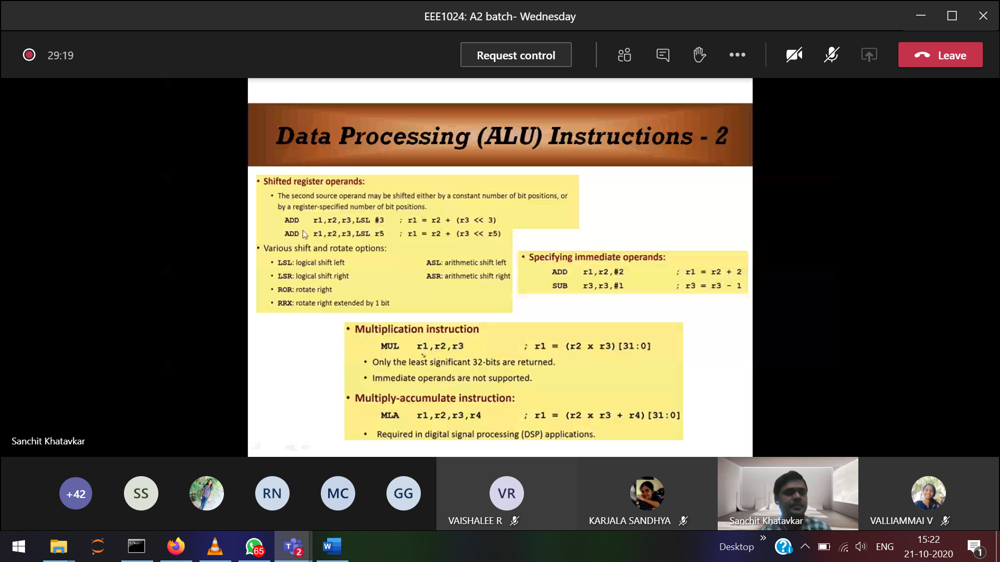 EEE1024: A2 batch- Wednesday
29:19
Request control
Leave
Data Processing (ALU) Instructions - 2
• Shifted register operands:
• The second source operand may be shifted either by a constant number of bit positions, or
by a register-specified number of bit positions.
ADD r1,r2,r3,LSL #3 ; r1 = r2 + (r3 << 3)
ADD r1,r2,r3,LSL r5 ; r1 = r2 + (r3 << r5)
• Various shift and rotate options:
• LSL: logical shift left ASL: arithmetic shift left
• LSR: logical shift right ASR: arithmetic shift right
• ROR: rotate right
• RRX: rotate right extended by 1 bit
• Specifying immediate operands:
ADD r1,r2,#2 ; r1 = r2 + 2
SUB r3,r3,#1 ; r3 = r3 - 1
• Multiplication instruction
MUL r1,r2,r3 ; r1 = (r2 x r3)[31:0]
• Only the least significant 32-bits are returned.
• Immediate operands are not supported.
• Multiply-accumulate instruction:
MLA r1,r2,r3,r4 ; r1 = (r2 x r3 + r4)[31:0]
• Required in digital signal processing (DSP) applications.
Sanchit Khatavkar
+42 SS RN MC GG VR
VAISHALEE R KARJALA SANDHYA Sanchit Khatavkar VALLIAMMAI V
65 2 Desktop ENG 15:22
21-10-2020 1